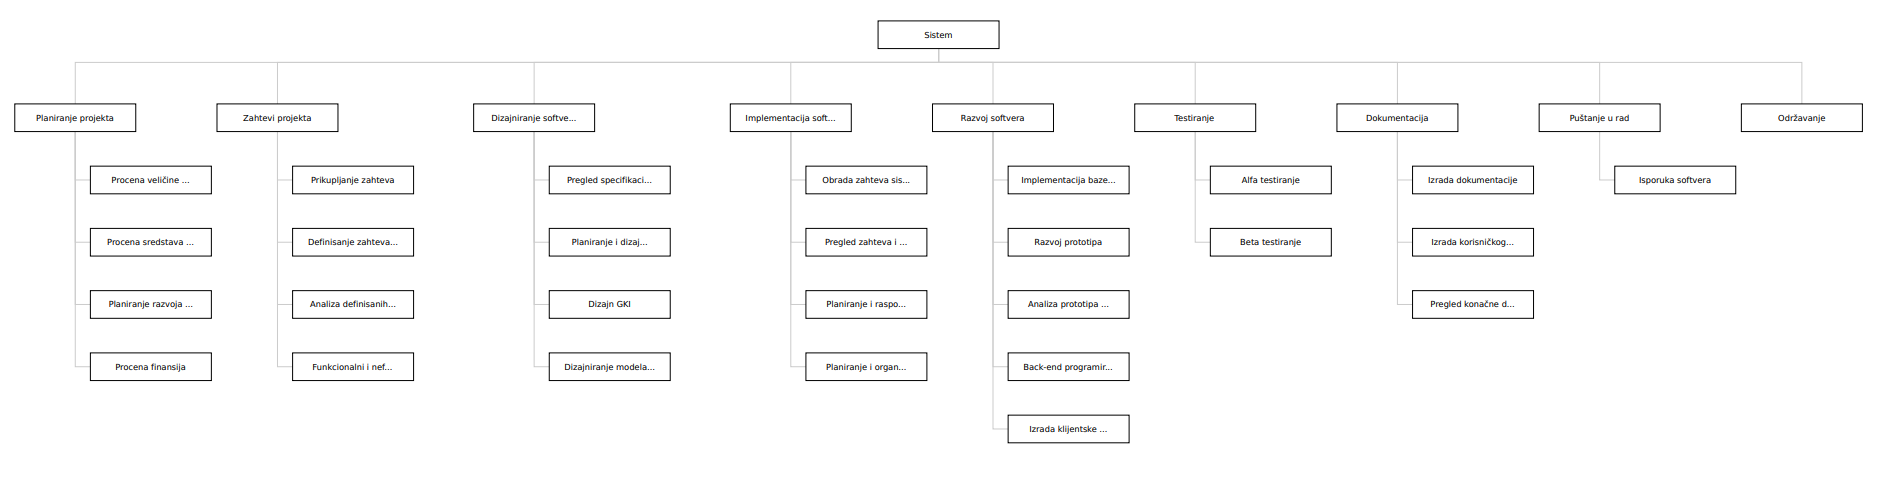 Sistem
Planiranje projekta
Zahtevi projekta
Dizajniranje softve...
Implementacija soft...
Razvoj softvera
Testiranje
Dokumentacija
Puštanje u rad
Održavanje
Procena veličine ...
Prikupljanje zahteva
Pregled specifikaci...
Obrada zahteva sis...
Implementacija baze...
Alfa testiranje
Izrada dokumentacije
Isporuka softvera
Procena sredstava ...
Definisanje zahteva...
Planiranje i dizaj...
Pregled zahteva i ...
Razvoj prototipa
Beta testiranje
Izrada korisničkog...
Planiranje razvoja ...
Analiza definisanih...
Dizajn GKI
Planiranje i raspo...
Analiza prototipa ...
Pregled konačne d...
Procena finansija
Funkcionalni i nef...
Dizajniranje modela...
Planiranje i organ...
Back-end programir...
Izrada klijentske ...